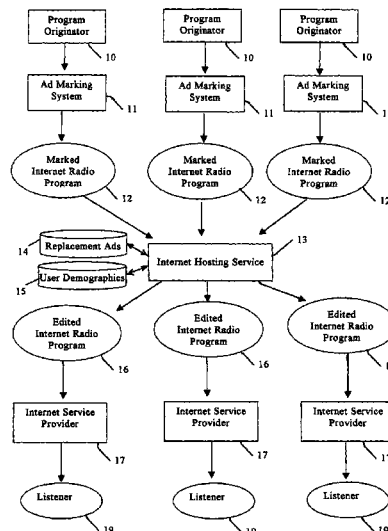 Program Originator
10
Program Originator
10
Program Originator
10
Ad Marking System
11
Ad Marking System
11
Ad Marking System
1
Marked Internet Radio Program
12
Marked Internet Radio Program
12
Marked Internet Radio Program
12
14
Replacement Ads
15
User Demographics
Internet Hosting Service
13
Edited Internet Radio Program
16
Edited Internet Radio Program
16
Edited Internet Radio Program
Internet Service Provider
17
Internet Service Provider
17
Internet Service Provider
17
Listener
Listener
Listener